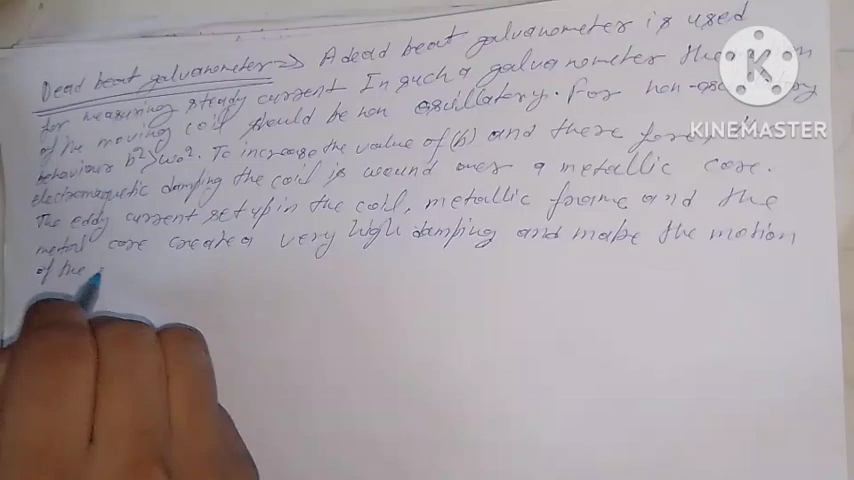 Dead beat galvanometer => A dead beat galvanometer is used
for measuring steady current In such a galvanometer the
of the moving coil should be non oscillatory. For non-
behaviour b²>ω₀². To increase the value of (b) and there fore,
electromagnetic damping the coil is wound over a metallic core.
The eddy current set up in the coil, metallic frame and the
metal core create a very high damping and make the motion
of the
KINEMASTER